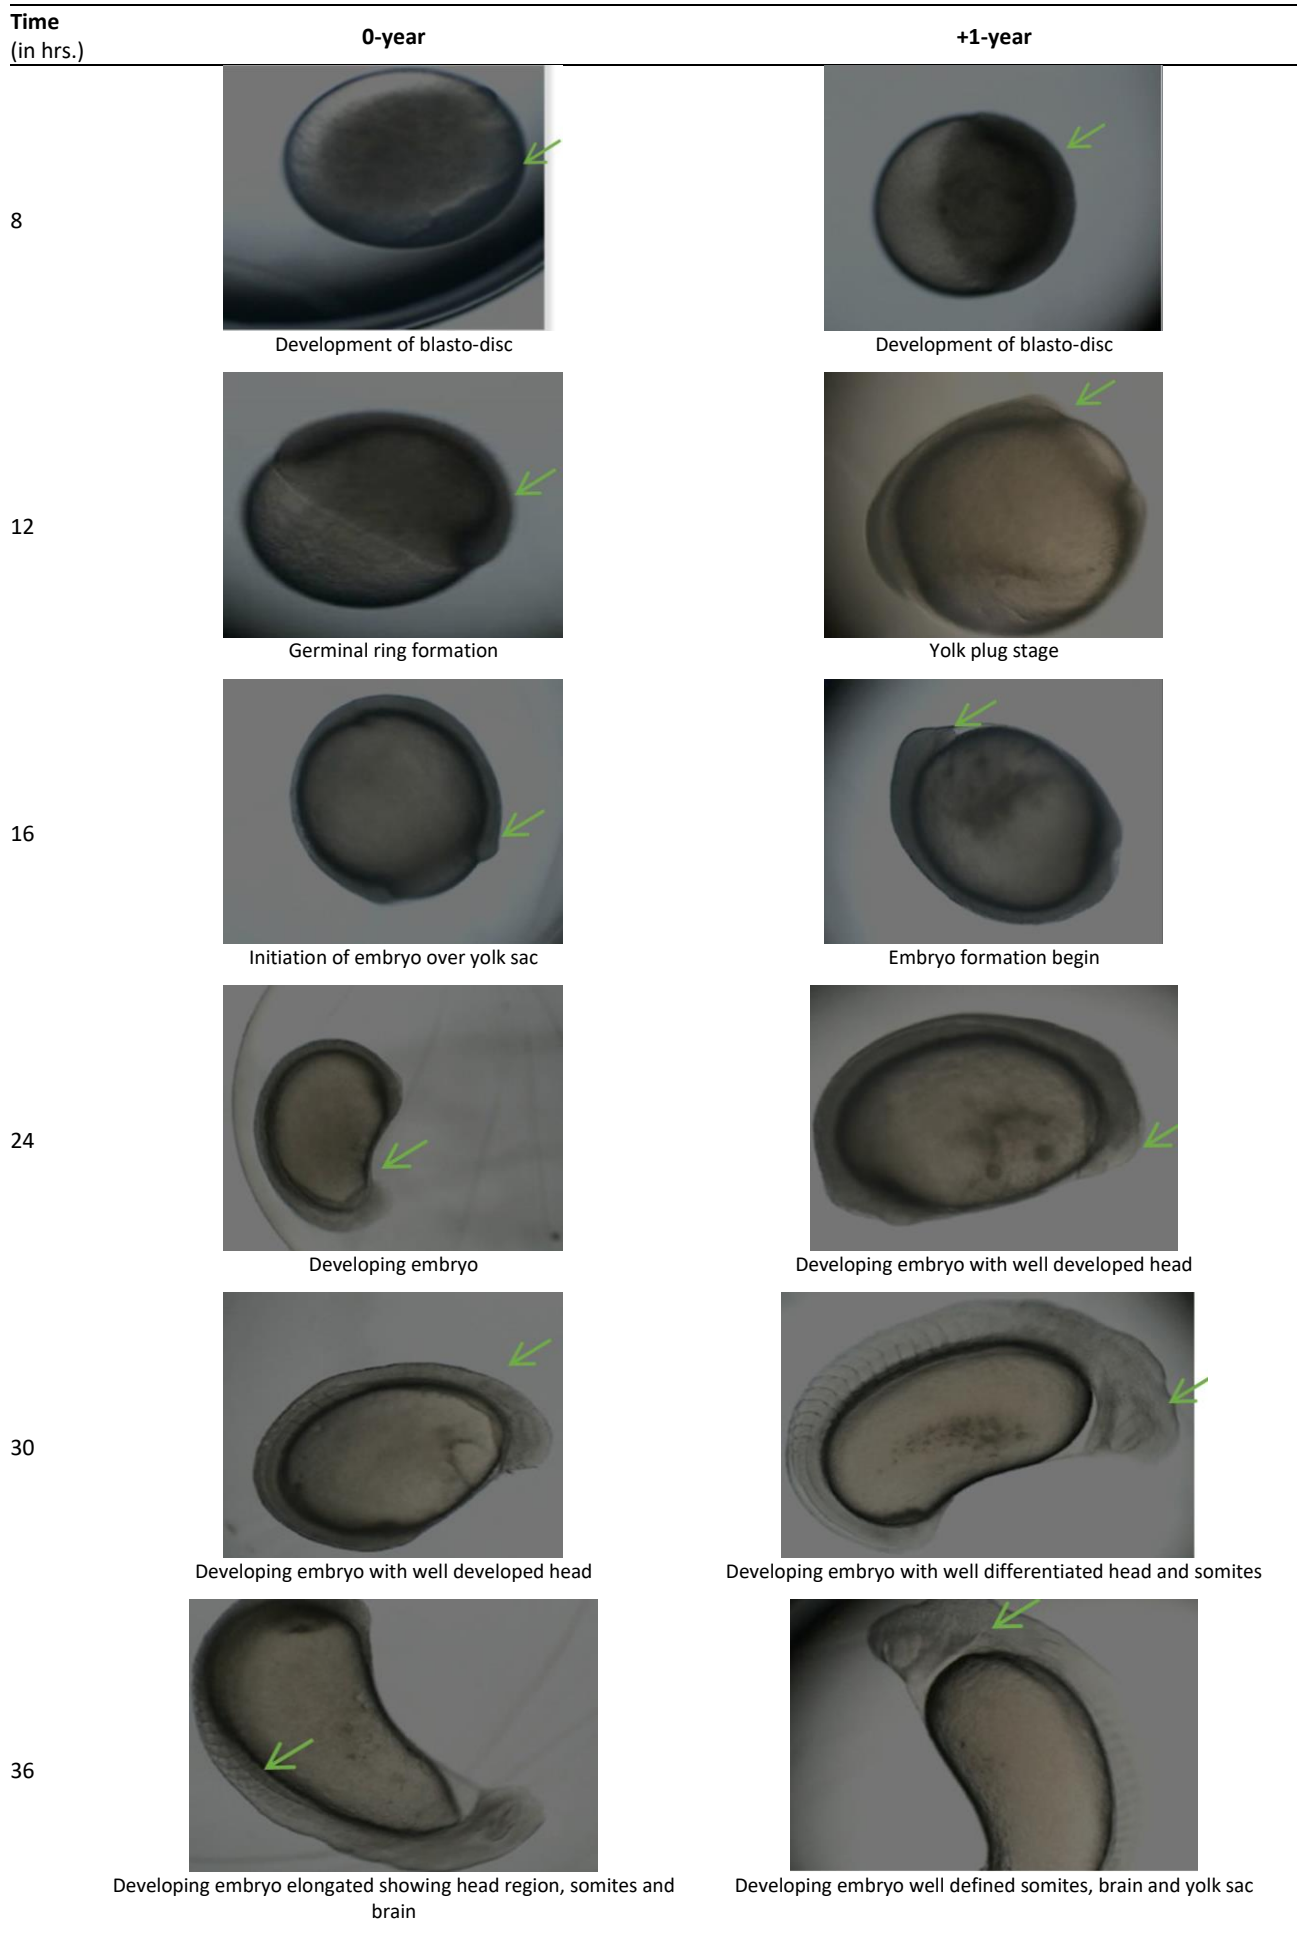 Time
(in hrs.)
0-year
+1-year
8
Development of blasto-disc
Development of blasto-disc
12
Germinal ring formation
Yolk plug stage
16
Initiation of embryo over yolk sac
Embryo formation begin
24
Developing embryo
Developing embryo with well developed head
30
Developing embryo with well developed head
Developing embryo with well differentiated head and somites
36
Developing embryo elongated showing head region, somites and
brain
Developing embryo well defined somites, brain and yolk sac